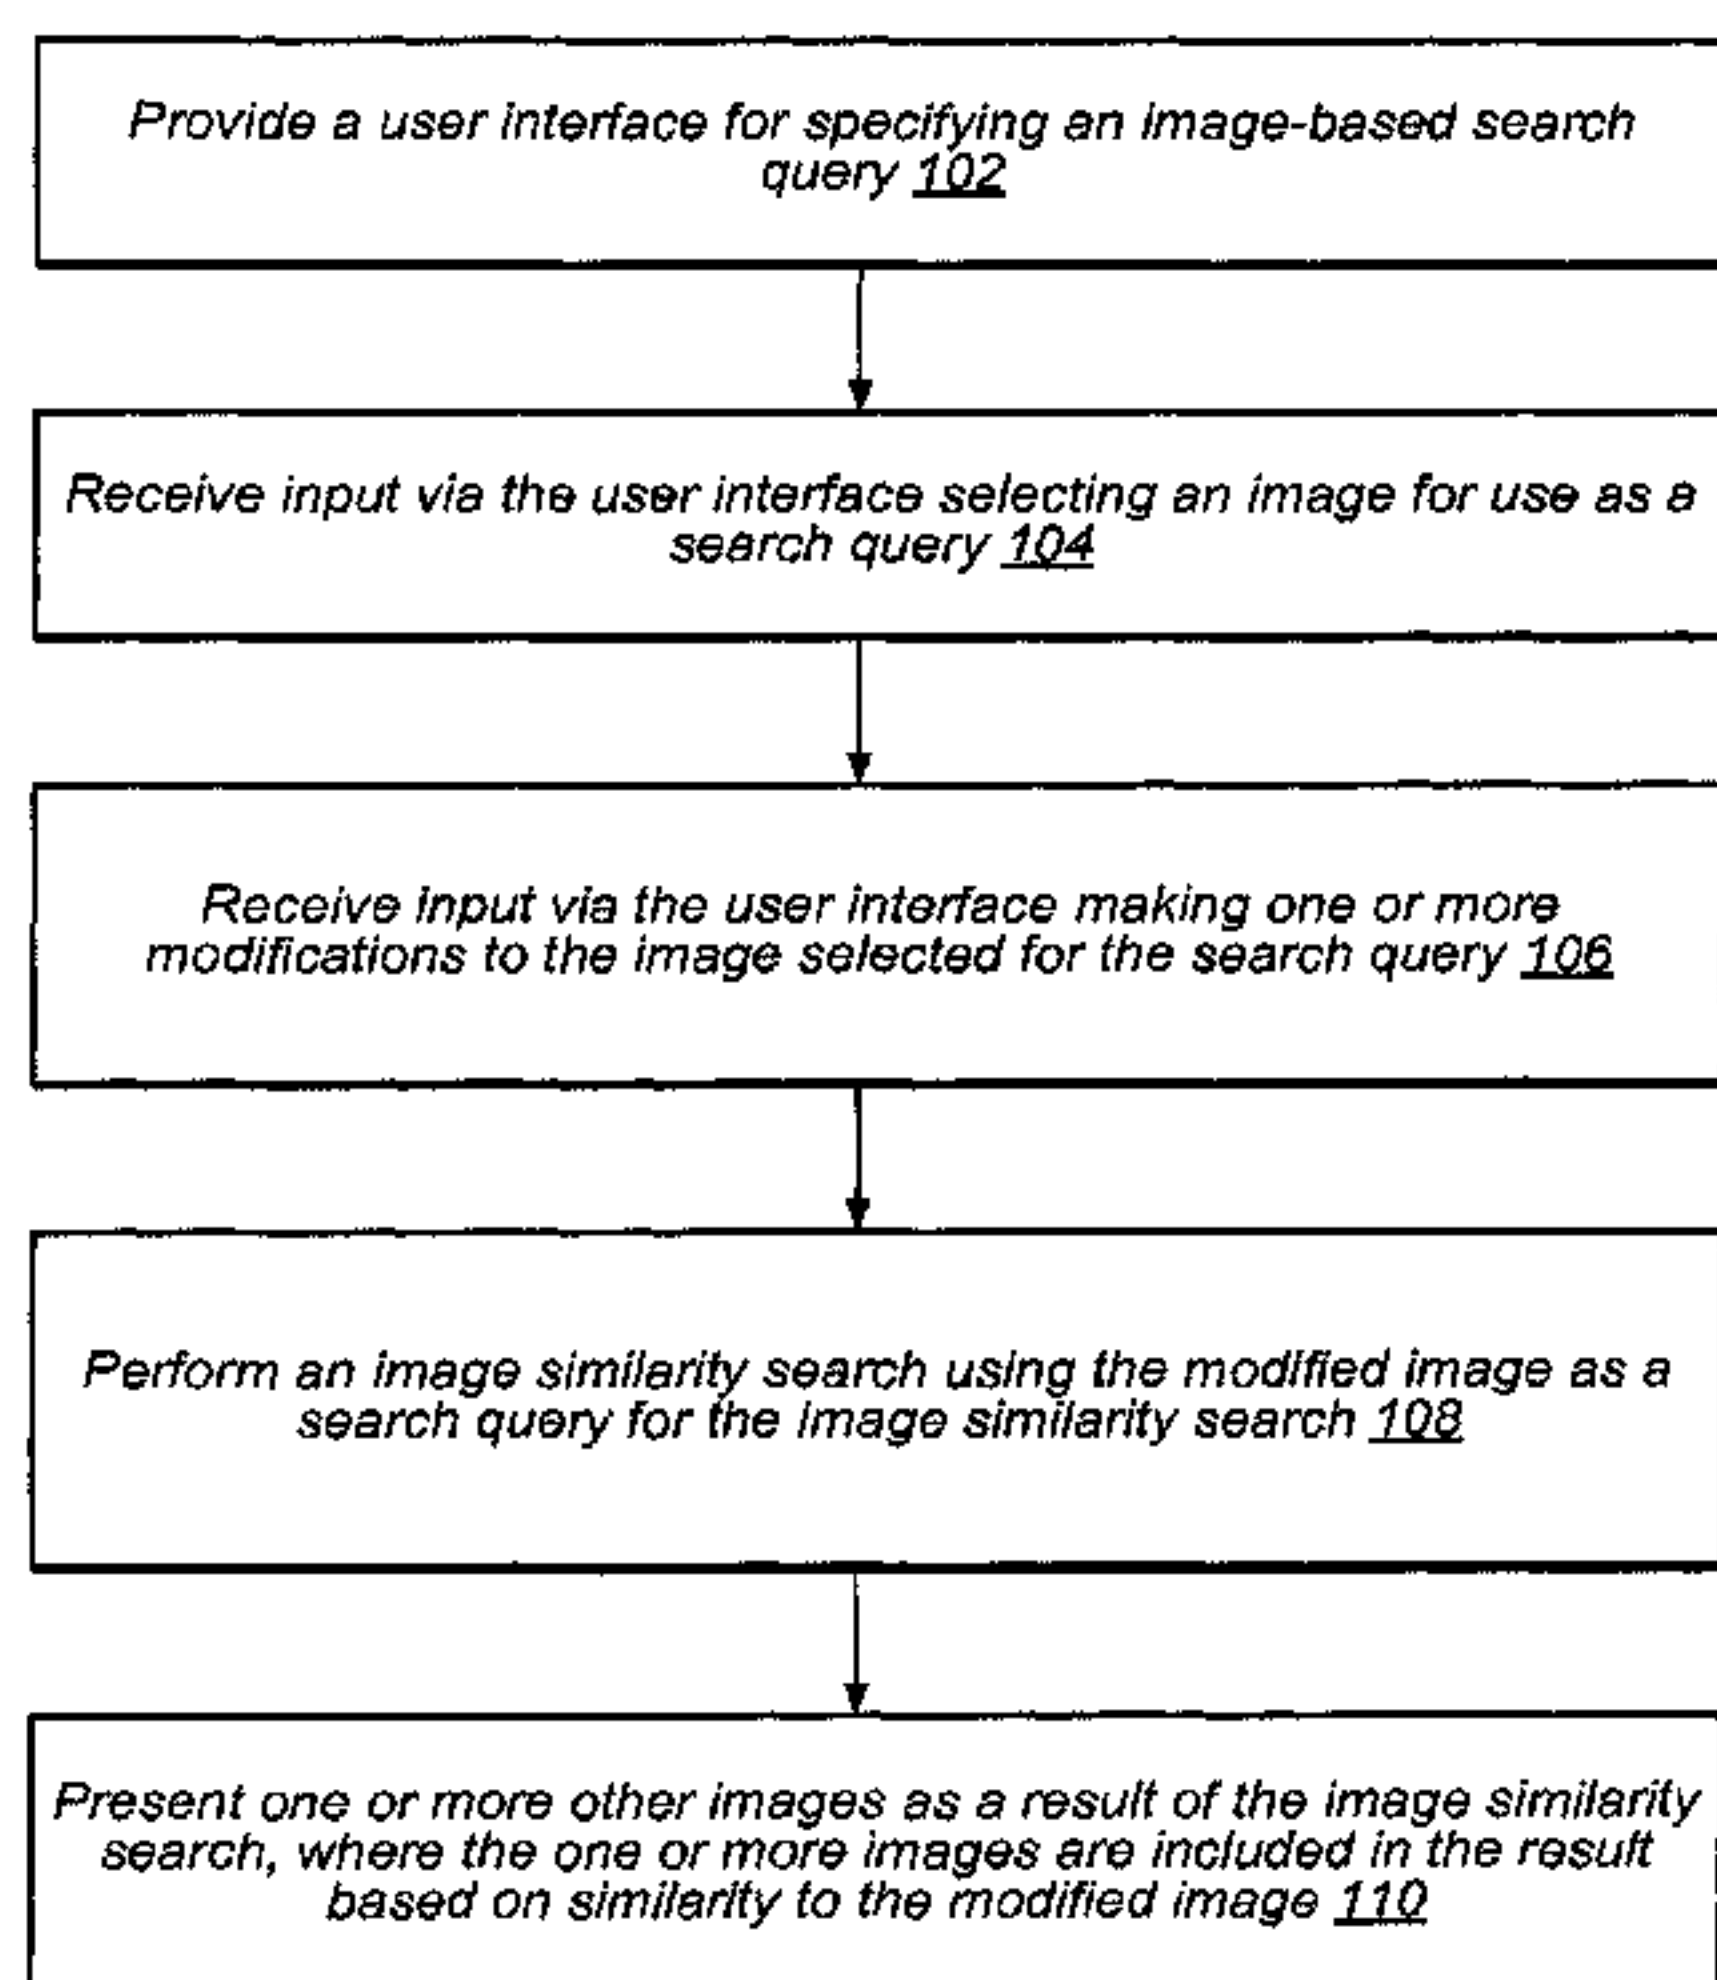 Provide a user interface for specifying an image-based search
query 102
Receive input via the user interface selecting an image for use as a
search query 104
Receive input via the user interface making one or more
modifications to the image selected for the search query 106
Perform an image similarity search using the modified image as a
search query for the image similarity search 108
Present one or more other images as a result of the image similarity
search, where the one or more images are included in the result
based on similarity to the modified image 110